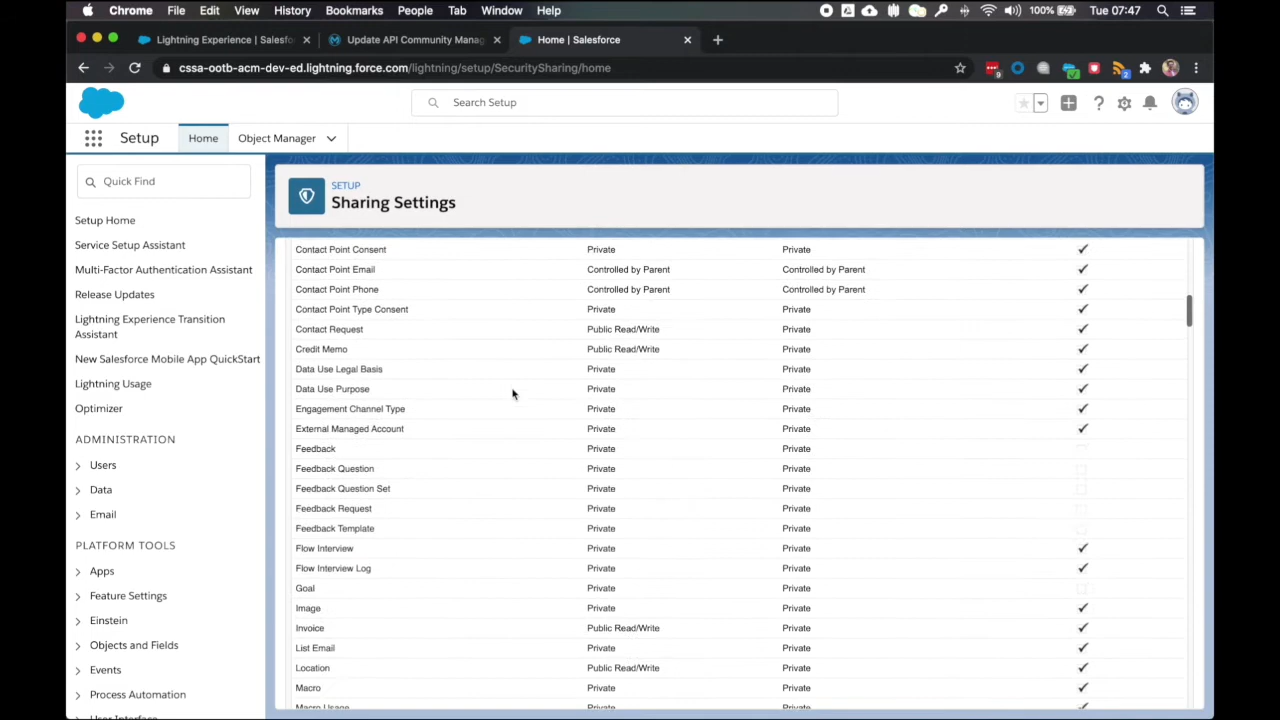 Chrome File Edit View History Bookmarks People Tab Window Help 100% Tue 07:47
Lightning Experience | Salesfo
Update API Community Manag
Home | Salesforce
cssa-ootb-acm-dev-ed.lightning.force.com/lightning/setup/SecuritySharing/home
9
2
Search Setup
Setup
Home
Object Manager
Quick Find
Setup Home
Service Setup Assistant
Multi-Factor Authentication Assistant
Release Updates
Lightning Experience Transition
Assistant
New Salesforce Mobile App QuickStart
Lightning Usage
Optimizer
ADMINISTRATION
Users
Data
Email
PLATFORM TOOLS
Apps
Feature Settings
Einstein
Objects and Fields
Events
Process Automation
User Interface
SETUP
Sharing Settings
Contact Point Consent Private Private
Contact Point Email Controlled by Parent Controlled by Parent
Contact Point Phone Controlled by Parent Controlled by Parent
Contact Point Type Consent Private Private
Contact Request Public Read/Write Private
Credit Memo Public Read/Write Private
Data Use Legal Basis Private Private
Data Use Purpose Private Private
Engagement Channel Type Private Private
External Managed Account Private Private
Feedback Private Private
Feedback Question Private Private
Feedback Question Set Private Private
Feedback Request Private Private
Feedback Template Private Private
Flow Interview Private Private
Flow Interview Log Private Private
Goal Private Private
Image Private Private
Invoice Public Read/Write Private
List Email Private Private
Location Public Read/Write Private
Macro Private Private
Macro Usage Private Private